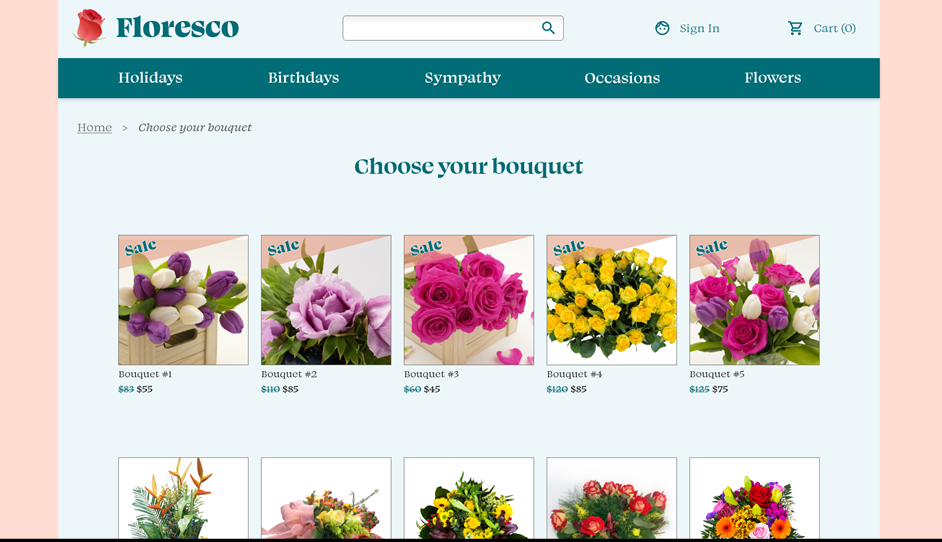 Floresco
Sign In
Cart (0)
Holidays Birthdays Sympathy Occasions Flowers
Home > Choose your bouquet
Choose your bouquet
Sale Sale Sale Sale Sale
Bouquet #1 Bouquet #2 Bouquet #3 Bouquet #4 Bouquet #5
$83 $55 $110 $85 $60 $45 $120 $85 $125 $75